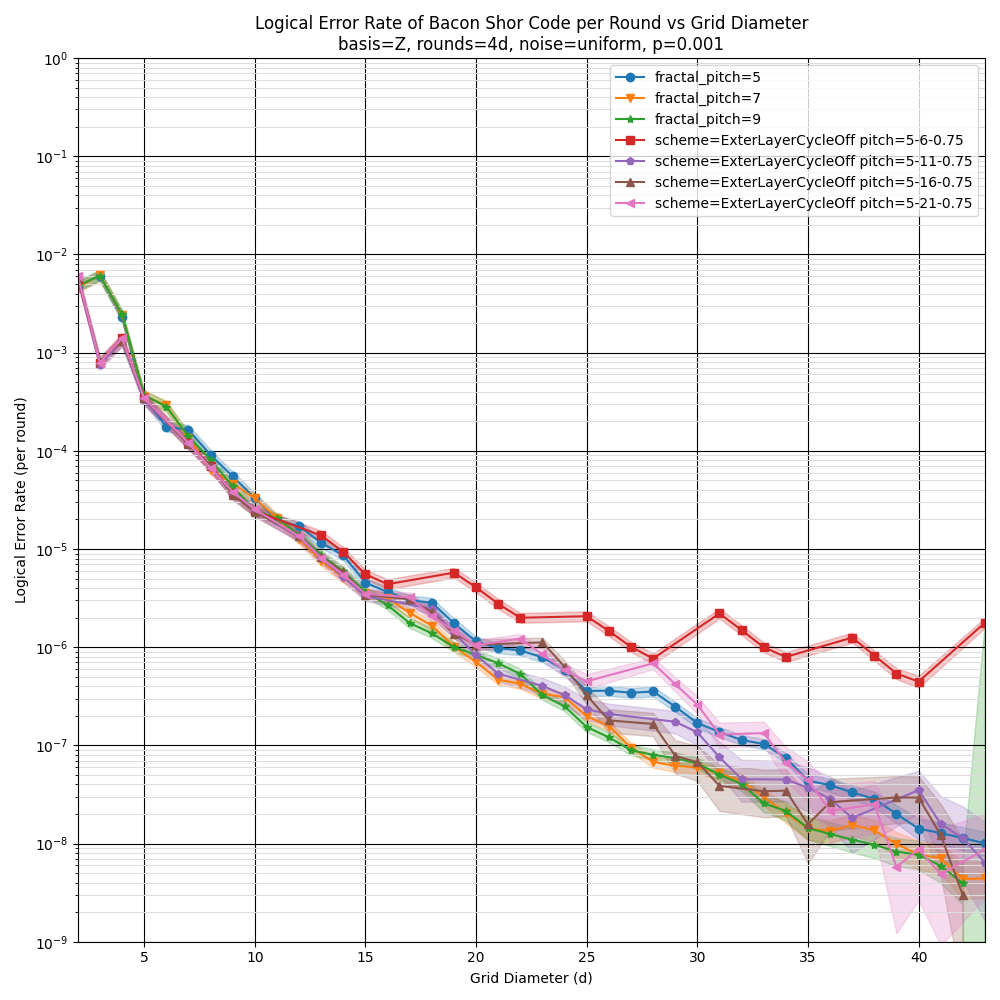 Logical Error Rate of Bacon Shor Code per Round vs Grid Diameter
basis=Z, rounds=4d, noise=uniform, p=0.001
fractal_pitch=5
fractal_pitch=7
fractal_pitch=9
scheme=ExterLayerCycleOff pitch=5-6-0.75
scheme=ExterLayerCycleOff pitch=5-11-0.75
scheme=ExterLayerCycleOff pitch=5-16-0.75
scheme=ExterLayerCycleOff pitch=5-21-0.75
Logical Error Rate (per round)
10⁰
10⁻¹
10⁻²
10⁻³
10⁻⁴
10⁻⁵
10⁻⁶
10⁻⁷
10⁻⁸
10⁻⁹
5 10 15 20 25 30 35 40
Grid Diameter (d)